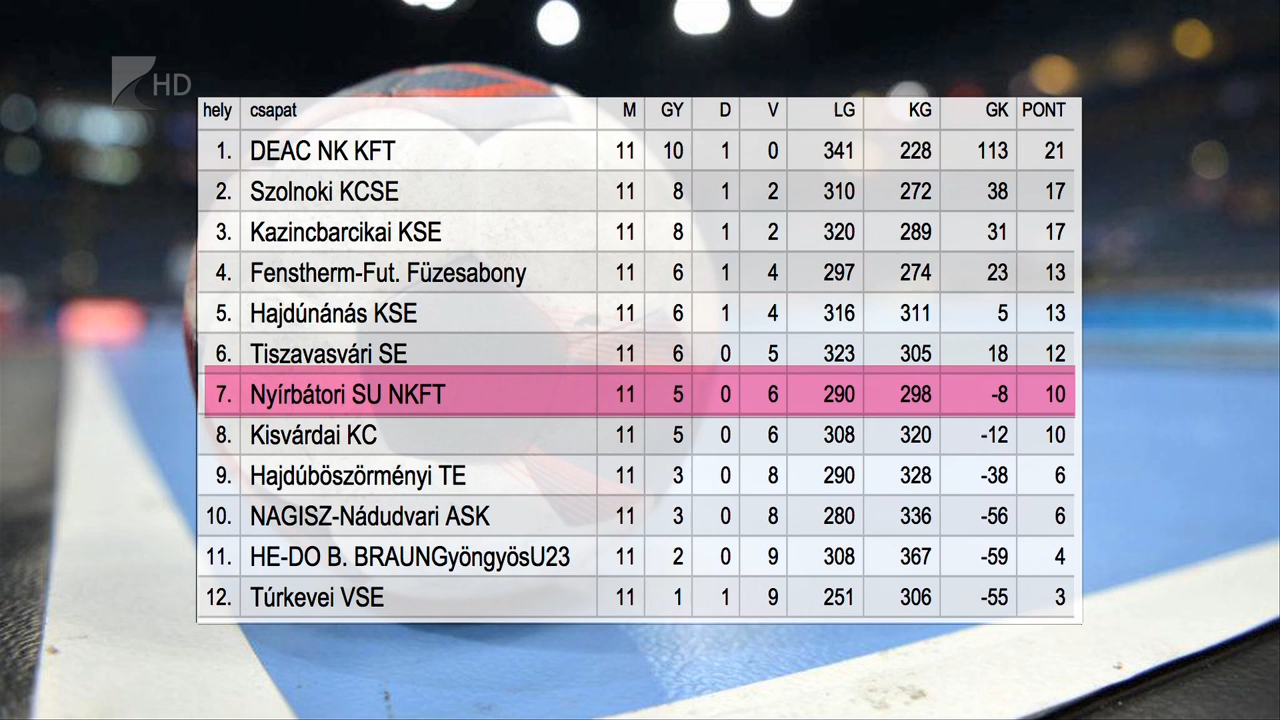 HD
hely csapat M GY D V LG KG GK PONT
1. DEAC NK KFT 11 10 1 0 341 228 113 21
2. Szolnoki KCSE 11 8 1 2 310 272 38 17
3. Kazincbarcikai KSE 11 8 1 2 320 289 31 17
4. Fenstherm-Fut. Füzesabony 11 6 1 4 297 274 23 13
5. Hajdúnánás KSE 11 6 1 4 316 311 5 13
6. Tiszavasvári SE 11 6 0 5 323 305 18 12
7. Nyírbátori SU NKFT 11 5 0 6 290 298 -8 10
8. Kisvárdai KC 11 5 0 6 308 320 -12 10
9. Hajdúböszörményi TE 11 3 0 8 290 328 -38 6
10. NAGISZ-Nádudvari ASK 11 3 0 8 280 336 -56 6
11. HE-DO B. BRAUNGyöngyösU23 11 2 0 9 308 367 -59 4
12. Túrkevei VSE 11 1 1 9 251 306 -55 3